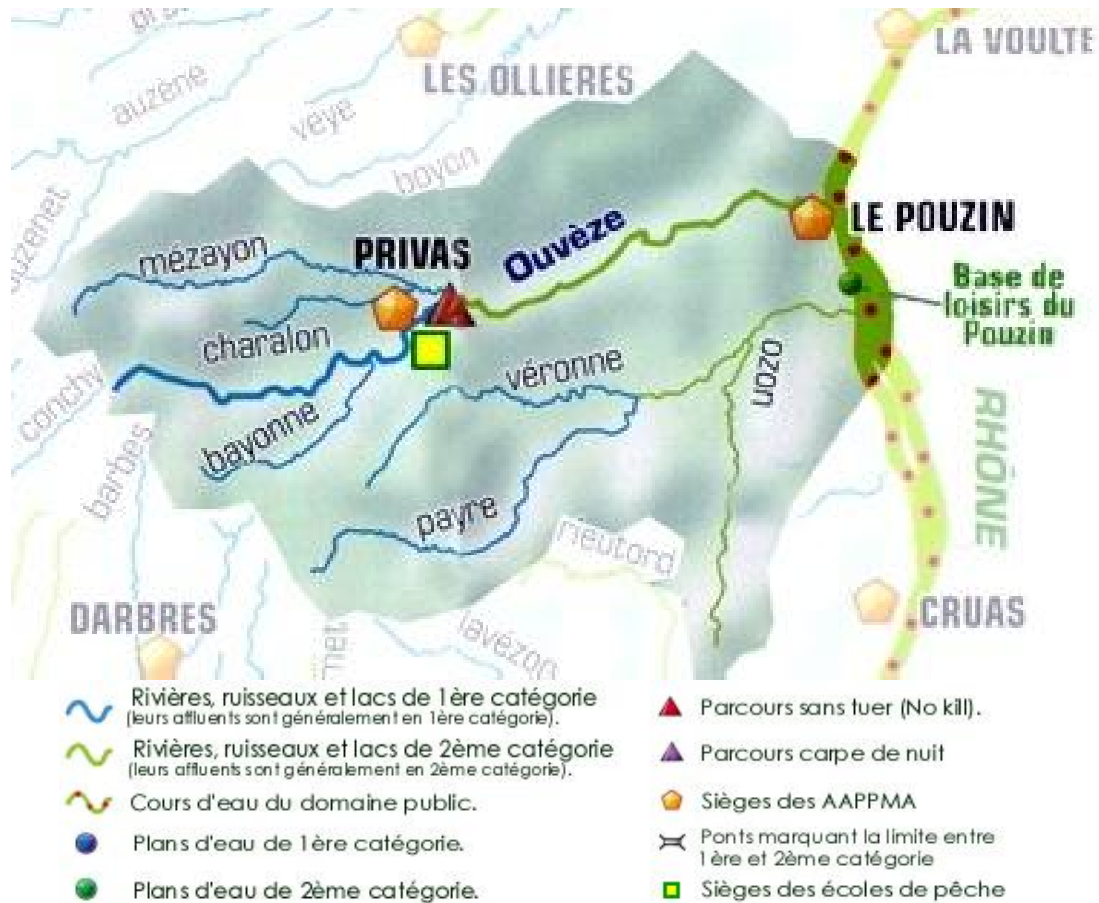 LA VOULTE
LES OLLIERES
auzène
vèye
boyon
LE POUZIN
mézayon
PRIVAS
Ouvèze
Base de
loisirs du
Pouzin
charalon
véronne
ozon
conchy
bayonne
barbes
RHÔNE
payre
rieutord
DARBRES
lavézon
CRUAS
Rivières, ruisseaux et lacs de 1ère catégorie
(leurs affluents sont généralement en 1ère catégorie).
Rivières, ruisseaux et lacs de 2ème catégorie
(leurs affluents sont généralement en 2ème catégorie).
Cours d'eau du domaine public.
Plans d'eau de 1ère catégorie.
Plans d'eau de 2ème catégorie.
Parcours sans tuer (No kill).
Parcours carpe de nuit
Sièges des AAPPMA
Ponts marquant la limite entre
1ère et 2ème catégorie
Sièges des écoles de pêche